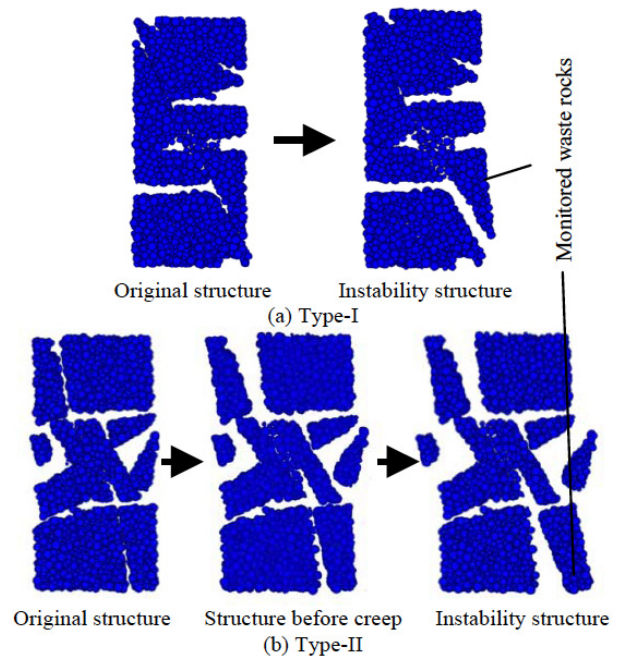 Monitored waste rocks
Original structure
Instability structure
(a) Type-I
Original structure
Structure before creep
Instability structure
(b) Type-II